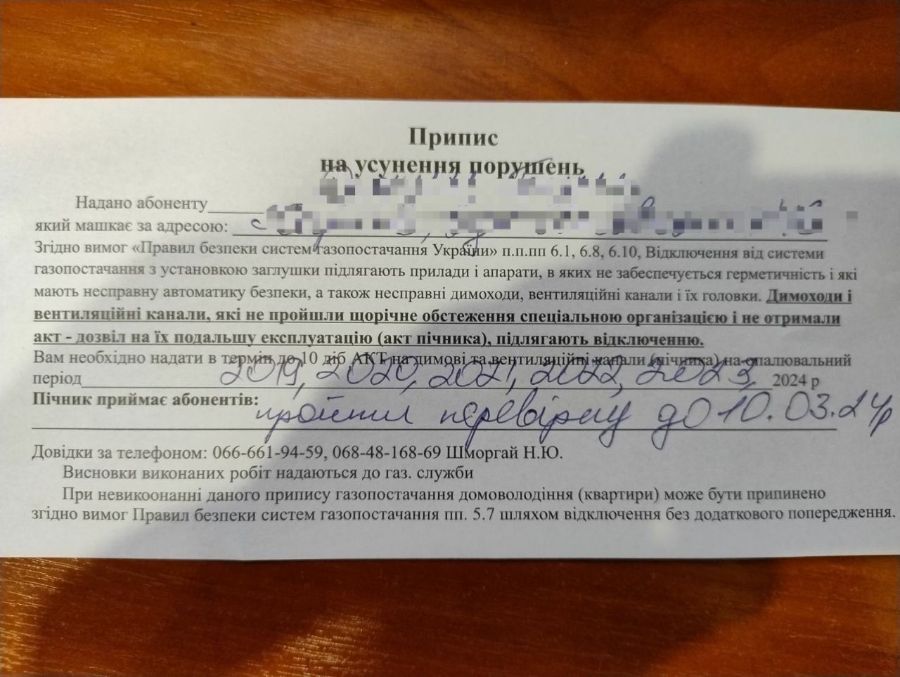 Припис
на усунення порушень
Надано абоненту
який машкає за адресою:
Згідно вимог «Правил безпеки систем газопостачання України» п.п.пп 6.1, 6.8, 6.10, Відключення від системи
газопостачання з установкою заглушки підлягають прилади і апарати, в яких не забеспечується герметичність і які
мають несправну автоматику безпеки, а також несправні димоходи, вентиляційні канали і їх головки. Димоходи і
вентиляційні канали, які не пройшли щорічне обстеження спеціальною організацією і не отримали
акт - дозвіл на їх подальшу експлуатацію (акт пічника), підлягають відключенню.
Вам необхідно надати в термін до 10 діб АКТ на димові та вентиляційні канали (пічника) на опалювальний
період 2019, 2020, 2021, 2022, 2023, 2024 р
Пічник приймає абонентів: пройти перевірку до 10.03.24р
Довідки за телефоном: 066-661-94-59, 068-48-168-69 Шморгай Н.Ю.
Висновки виконаних робіт надаються до газ. служби
При невикоонанні даного припису газопостачання домоволодіння (квартири) може бути припинено
згідно вимог Правил безпеки систем газопостачання пп. 5.7 шляхом відключення без додаткового попередження.